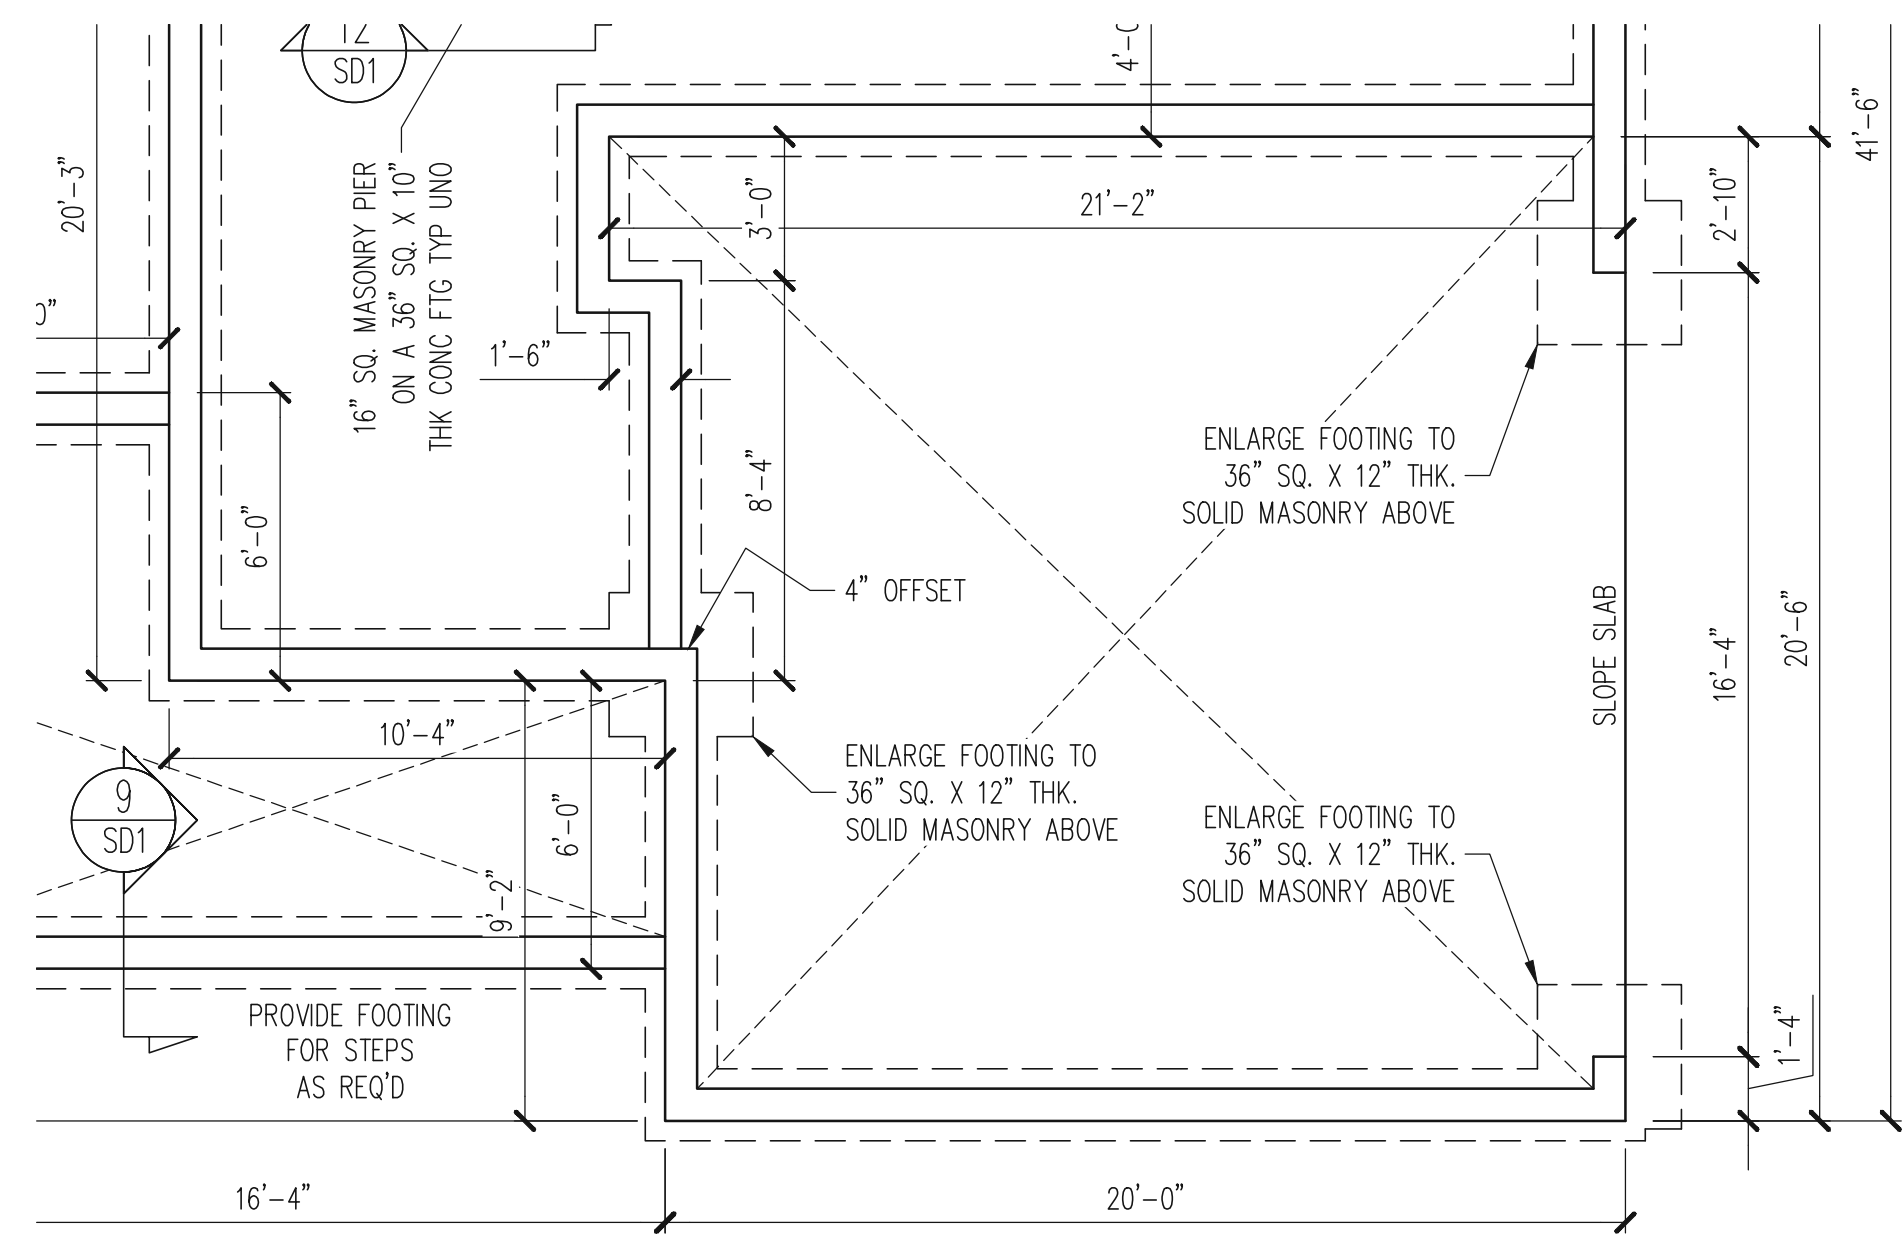 12
SD1
4'-0
41'-6"
20'-3"
16" SQ. MASONRY PIER
ON A 36" SQ. X 10"
THK CONC FTG TYP UNO
3'-0"
21'-2"
2'-10"
0"
1'-6"
ENLARGE FOOTING TO
36" SQ. X 12" THK.
SOLID MASONRY ABOVE
8'-4"
6'-0"
4" OFFSET
SLOPE SLAB
16'-4"
20'-6"
10'-4"
ENLARGE FOOTING TO
36" SQ. X 12" THK.
SOLID MASONRY ABOVE
9
SD1
6'-0"
9'-2"
ENLARGE FOOTING TO
36" SQ. X 12" THK.
SOLID MASONRY ABOVE
PROVIDE FOOTING
FOR STEPS
AS REQ'D
1'-4"
16'-4"
20'-0"